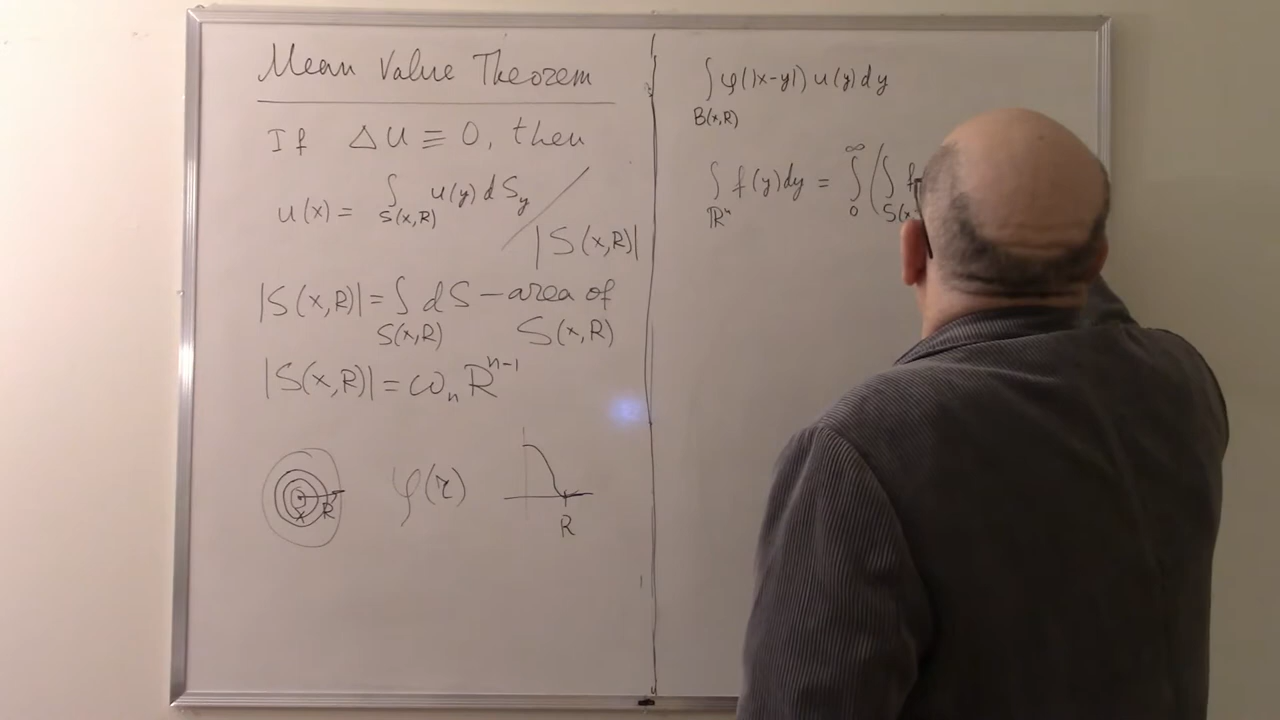 Mean Value Theorem
If Δu ≡ 0, then
u(x) = ∫_{S(x,R)} u(y) dS_y / |S(x,R)|
|S(x,R)| = ∫_{S(x,R)} dS – area of S(x,R)
|S(x,R)| = ω_n R^{n-1}
x R φ(r) R
∫_{B(x,R)} φ(|x-y|) u(y) dy
∫_{ℝ^n} f(y)dy = ∫_0^∞ (∫_{S(x